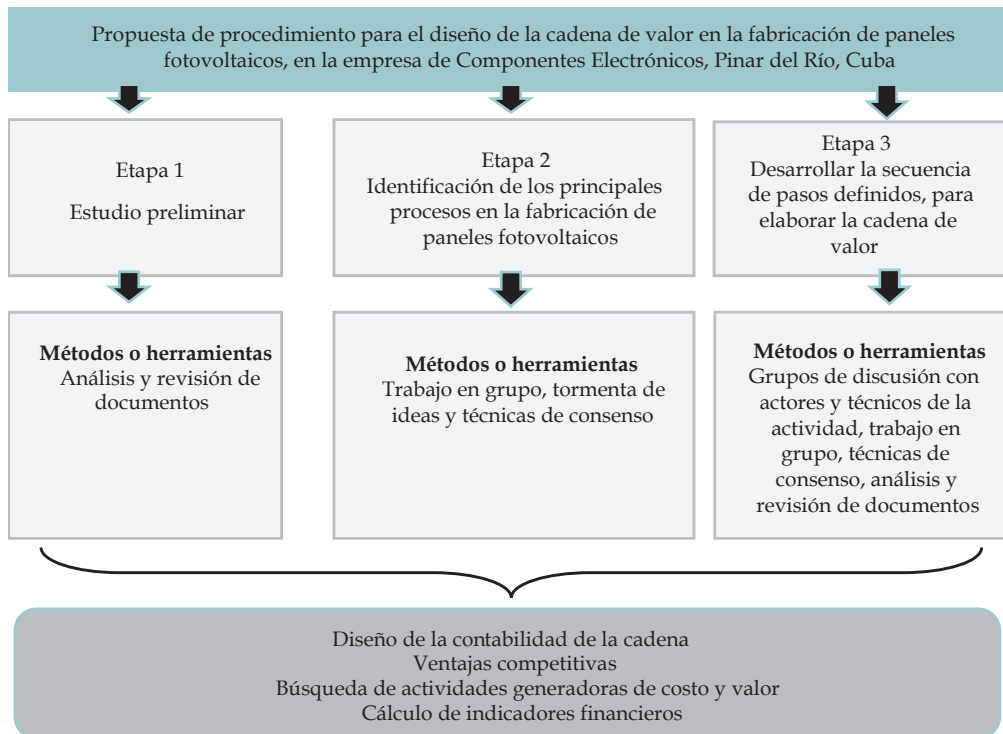 Propuesta de procedimiento para el diseño de la cadena de valor en la fabricación de paneles
fotovoltaicos, en la empresa de Componentes Electrónicos, Pinar del Río, Cuba
Etapa 1
Estudio preliminar
Etapa 2
Identificación de los principales
procesos en la fabricación de
paneles fotovoltaicos
Etapa 3
Desarrollar la secuencia
de pasos definidos, para
elaborar la cadena de
valor
Métodos o herramientas
Análisis y revisión de
documentos
Métodos o herramientas
Trabajo en grupo, tormenta de
ideas y técnicas de consenso
Métodos o herramientas
Grupos de discusión con
actores y técnicos de la
actividad, trabajo en
grupo, técnicas de
consenso, análisis y
revisión de documentos
Diseño de la contabilidad de la cadena
Ventajas competitivas
Búsqueda de actividades generadoras de costo y valor
Cálculo de indicadores financieros